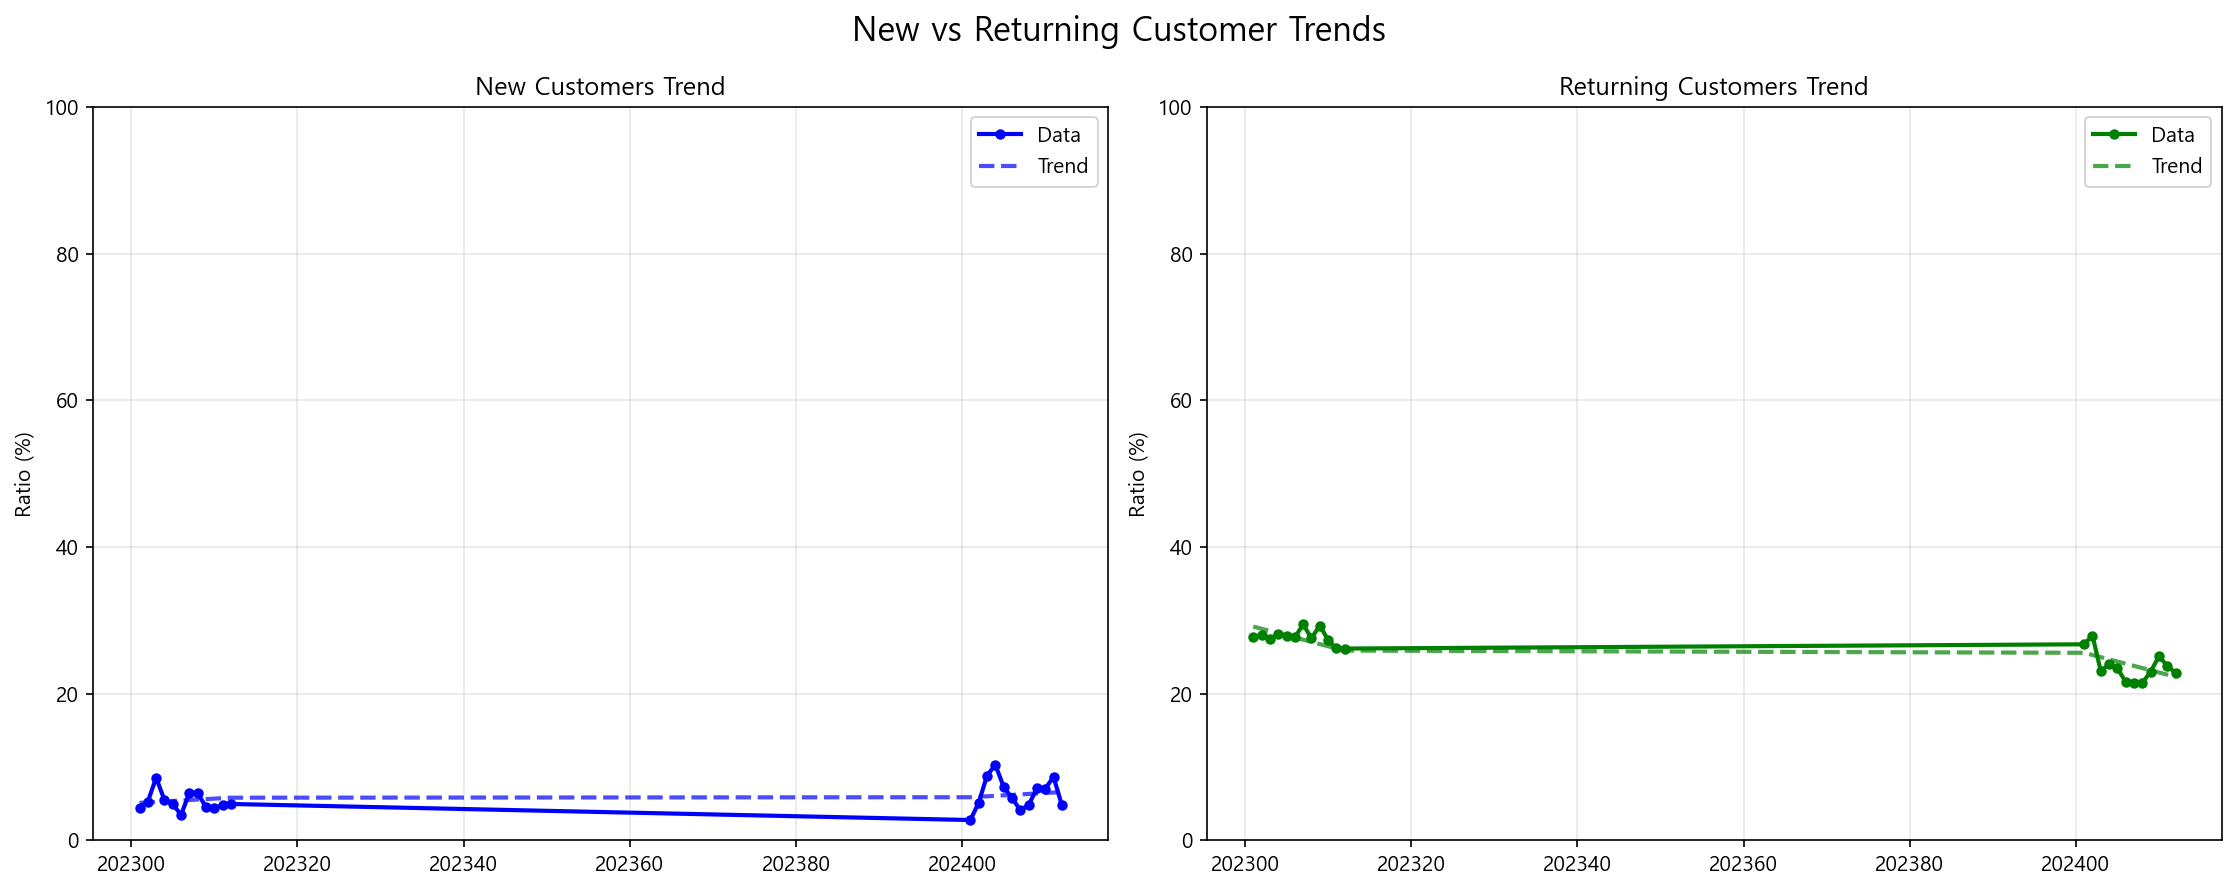 New vs Returning Customer Trends
New Customers Trend
100
80
60
40
20
0
Ratio (%)
202300 202320 202340 202360 202380 202400
Data
Trend
Returning Customers Trend
100
80
60
40
20
0
Ratio (%)
202300 202320 202340 202360 202380 202400
Data
Trend